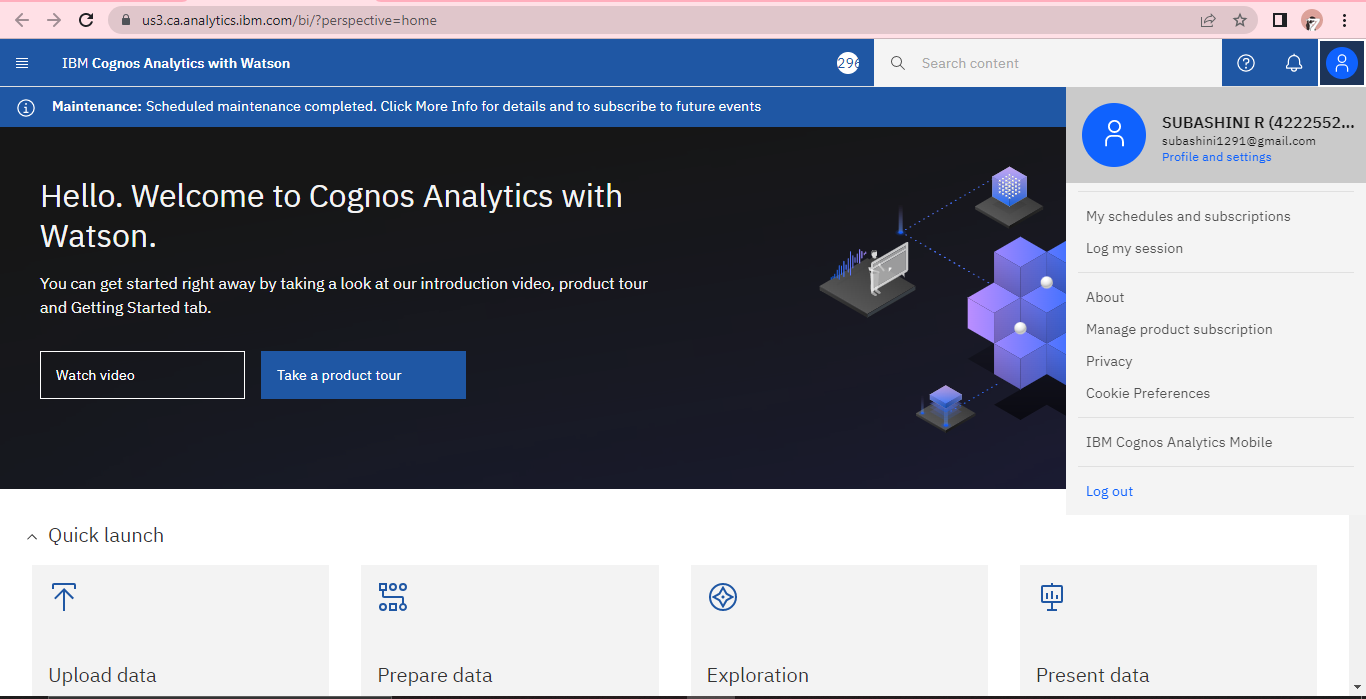 us3.ca.analytics.ibm.com/bi/?perspective=home
IBM Cognos Analytics with Watson
296
Search content
Maintenance: Scheduled maintenance completed. Click More Info for details and to subscribe to future events
SUBASHINI R (4222552...
subashini1291@gmail.com
Profile and settings
Hello. Welcome to Cognos Analytics with
Watson.
You can get started right away by taking a look at our introduction video, product tour
and Getting Started tab.
Watch video
Take a product tour
My schedules and subscriptions
Log my session
About
Manage product subscription
Privacy
Cookie Preferences
IBM Cognos Analytics Mobile
Log out
Quick launch
Upload data
Prepare data
Exploration
Present data